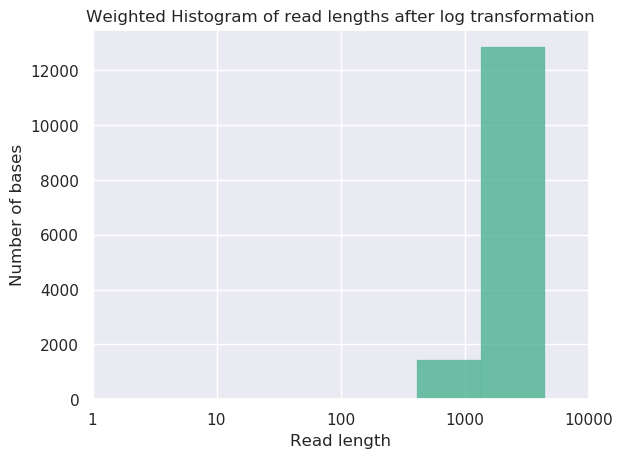 Weighted Histogram of read lengths after log transformation
12000
10000
8000
6000
4000
2000
0
Number of bases
1 10 100 1000 10000
Read length